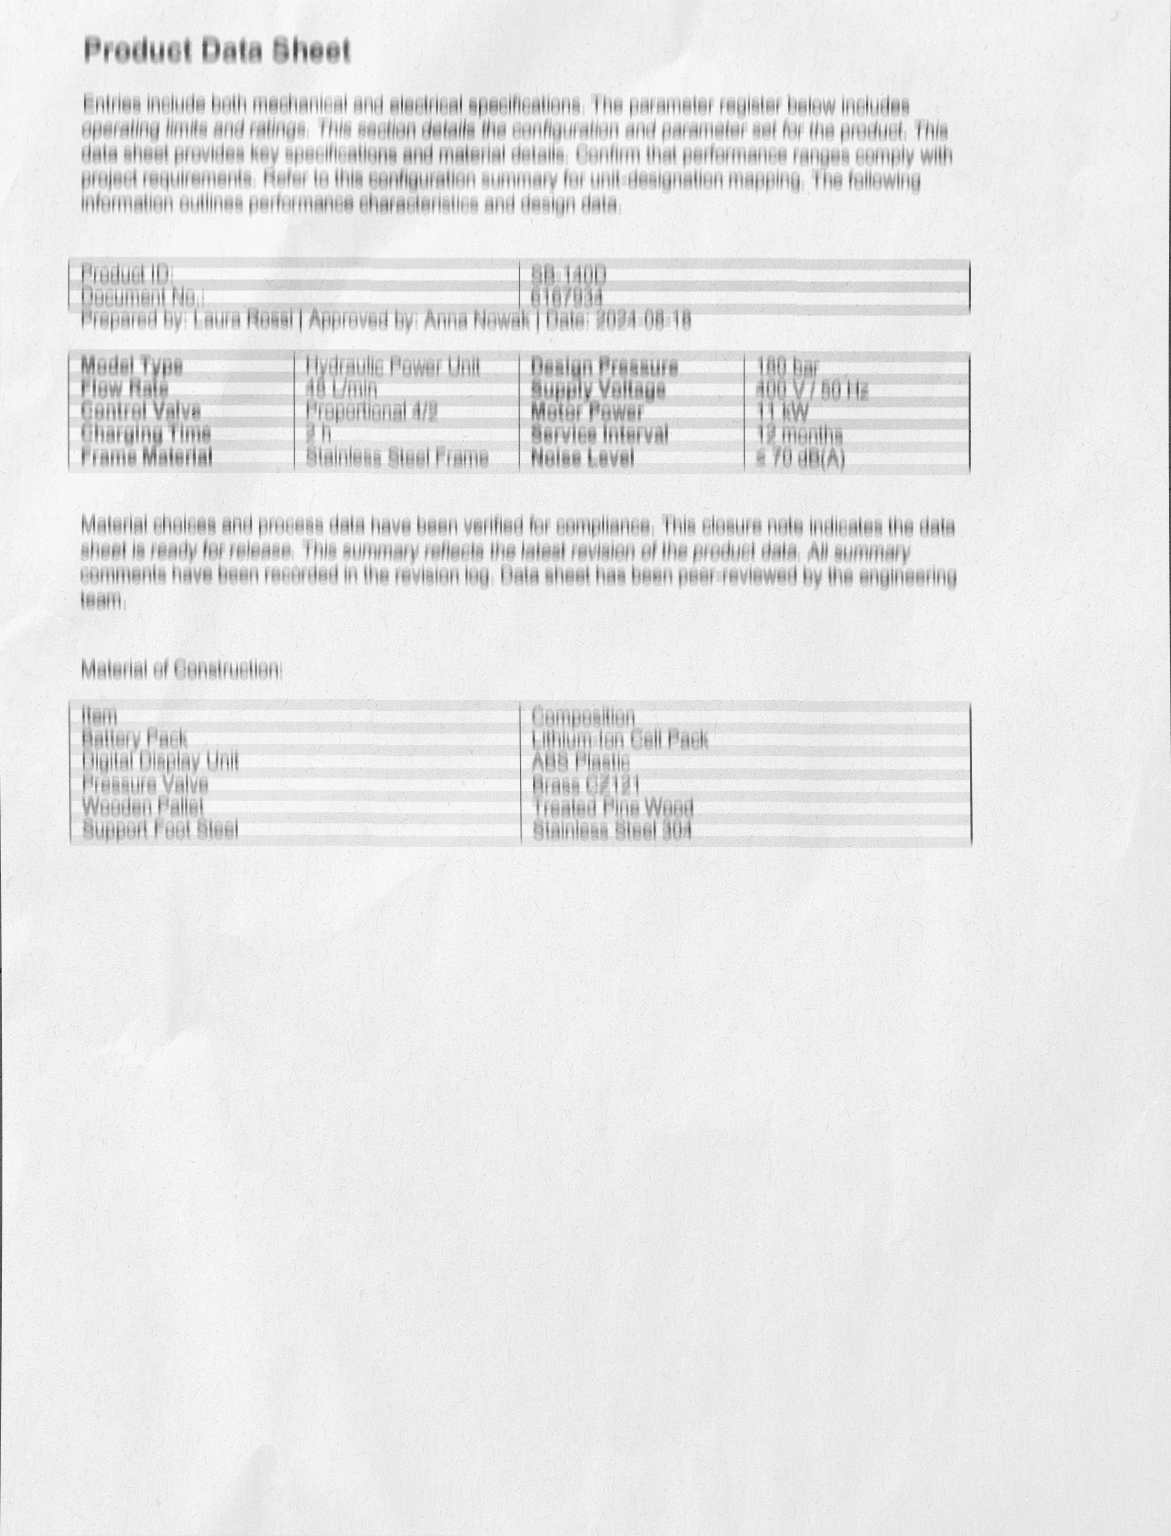 Product Data Sheet
Entries include both mechanical and electrical specifications. The parameter register below includes
operating limits and ratings. This section details the configuration and parameter set for the product. This
data sheet provides key specifications and material details. Confirm that performance ranges comply with
project requirements. Refer to this configuration summary for unit-designation mapping. The following
information outlines performance characteristics and design data.
Product ID: SB-140D
Document No.:
Prepared by: Laura Rossi | Approved by: Anna Nowak | Date:
Model Type Hydraulic Power Unit Design Pressure bar
Flow Rate L/min Supply Voltage 400 V / 50 Hz
Control Valve Proportional Motor Power 11 kW
Charging Time h Service Interval 12 months
Frame Material Stainless Steel Frame Noise Level ≤ 70 dB(A)
Material choices and process data have been verified for compliance. This closure note indicates the data
sheet is ready for release. This summary reflects the latest revision of the product data. All summary
comments have been recorded in the revision log. Data sheet has been peer-reviewed by the engineering
team.
Material of Construction:
Item Composition
Battery Pack Lithium-Ion Cell Pack
Digital Display Unit ABS Plastic
Pressure Valve Brass CZ121
Wooden Pallet Treated Pine Wood
Support Foot Steel Stainless Steel 304